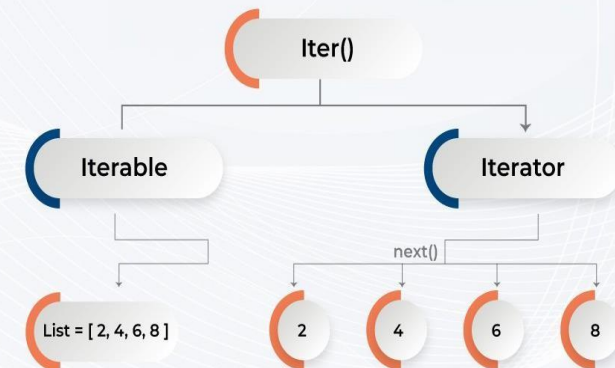 Iter()
Iterable
Iterator
next()
List = [ 2, 4, 6, 8 ]
2
4
6
8